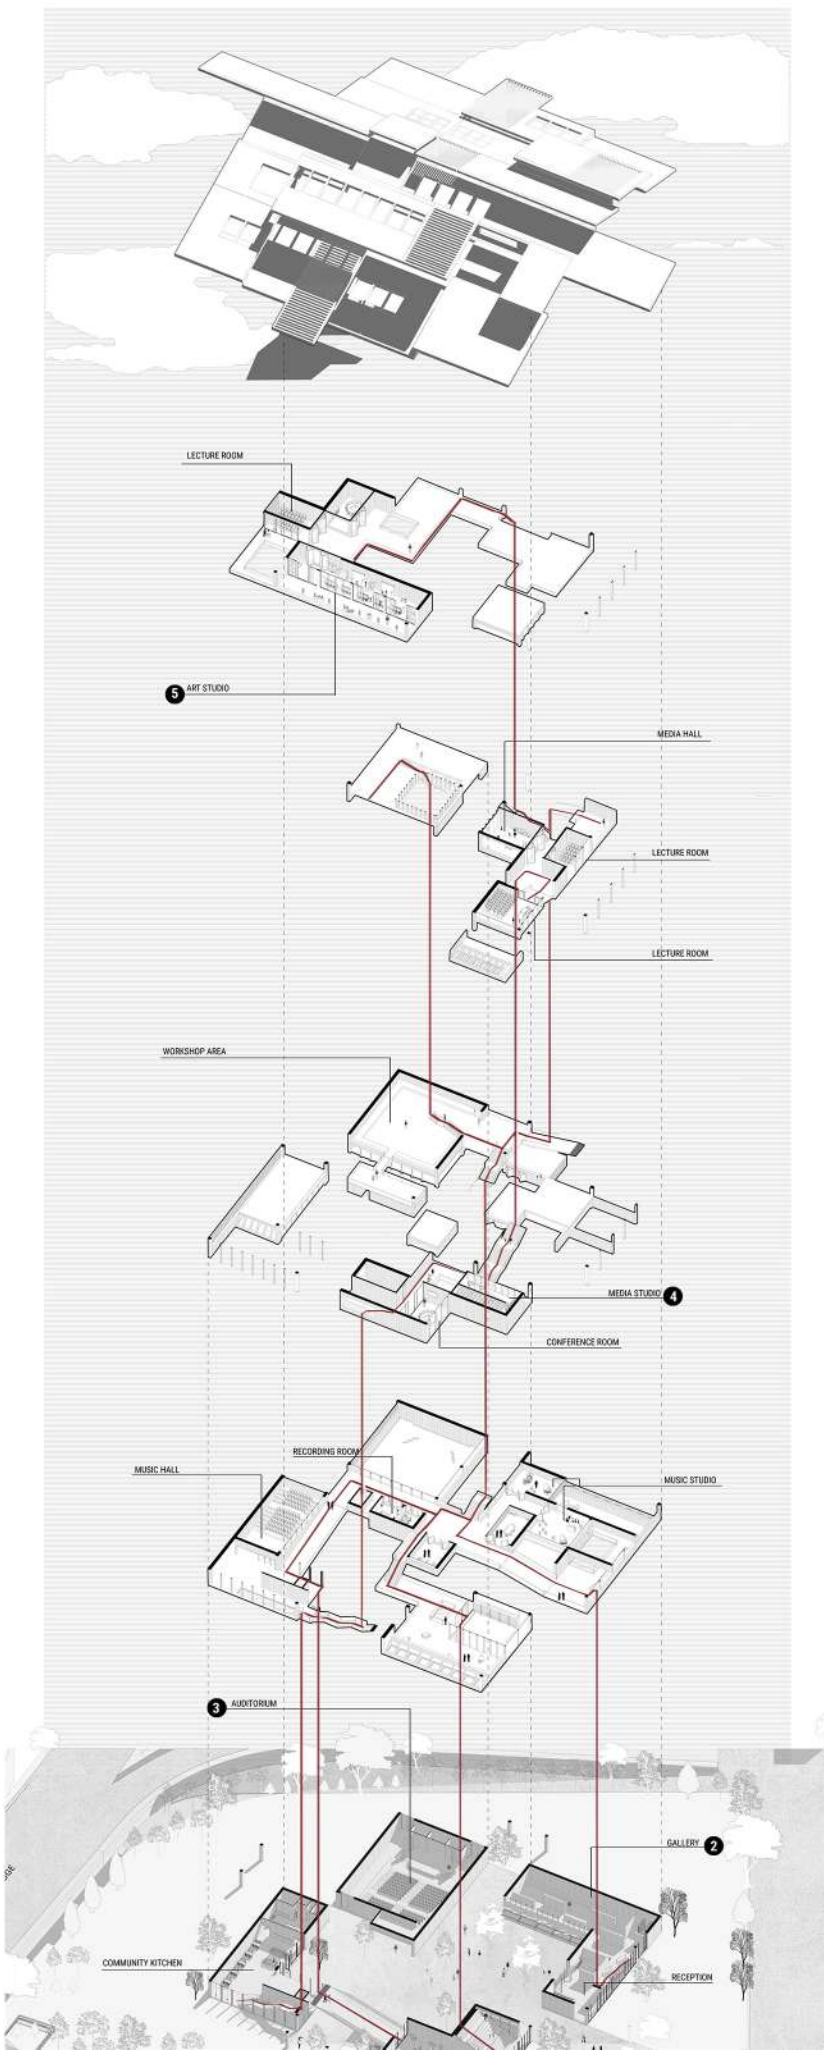 LECTURE ROOM
5 ART STUDIO
MEDIA HALL
LECTURE ROOM
LECTURE ROOM
WORKSHOP AREA
MEDIA STUDIO 4
CONFERENCE ROOM
RECORDING ROOM
MUSIC HALL
MUSIC STUDIO
3 AUDITORIUM
GALLERY 2
COMMUNITY KITCHEN
RECEPTION